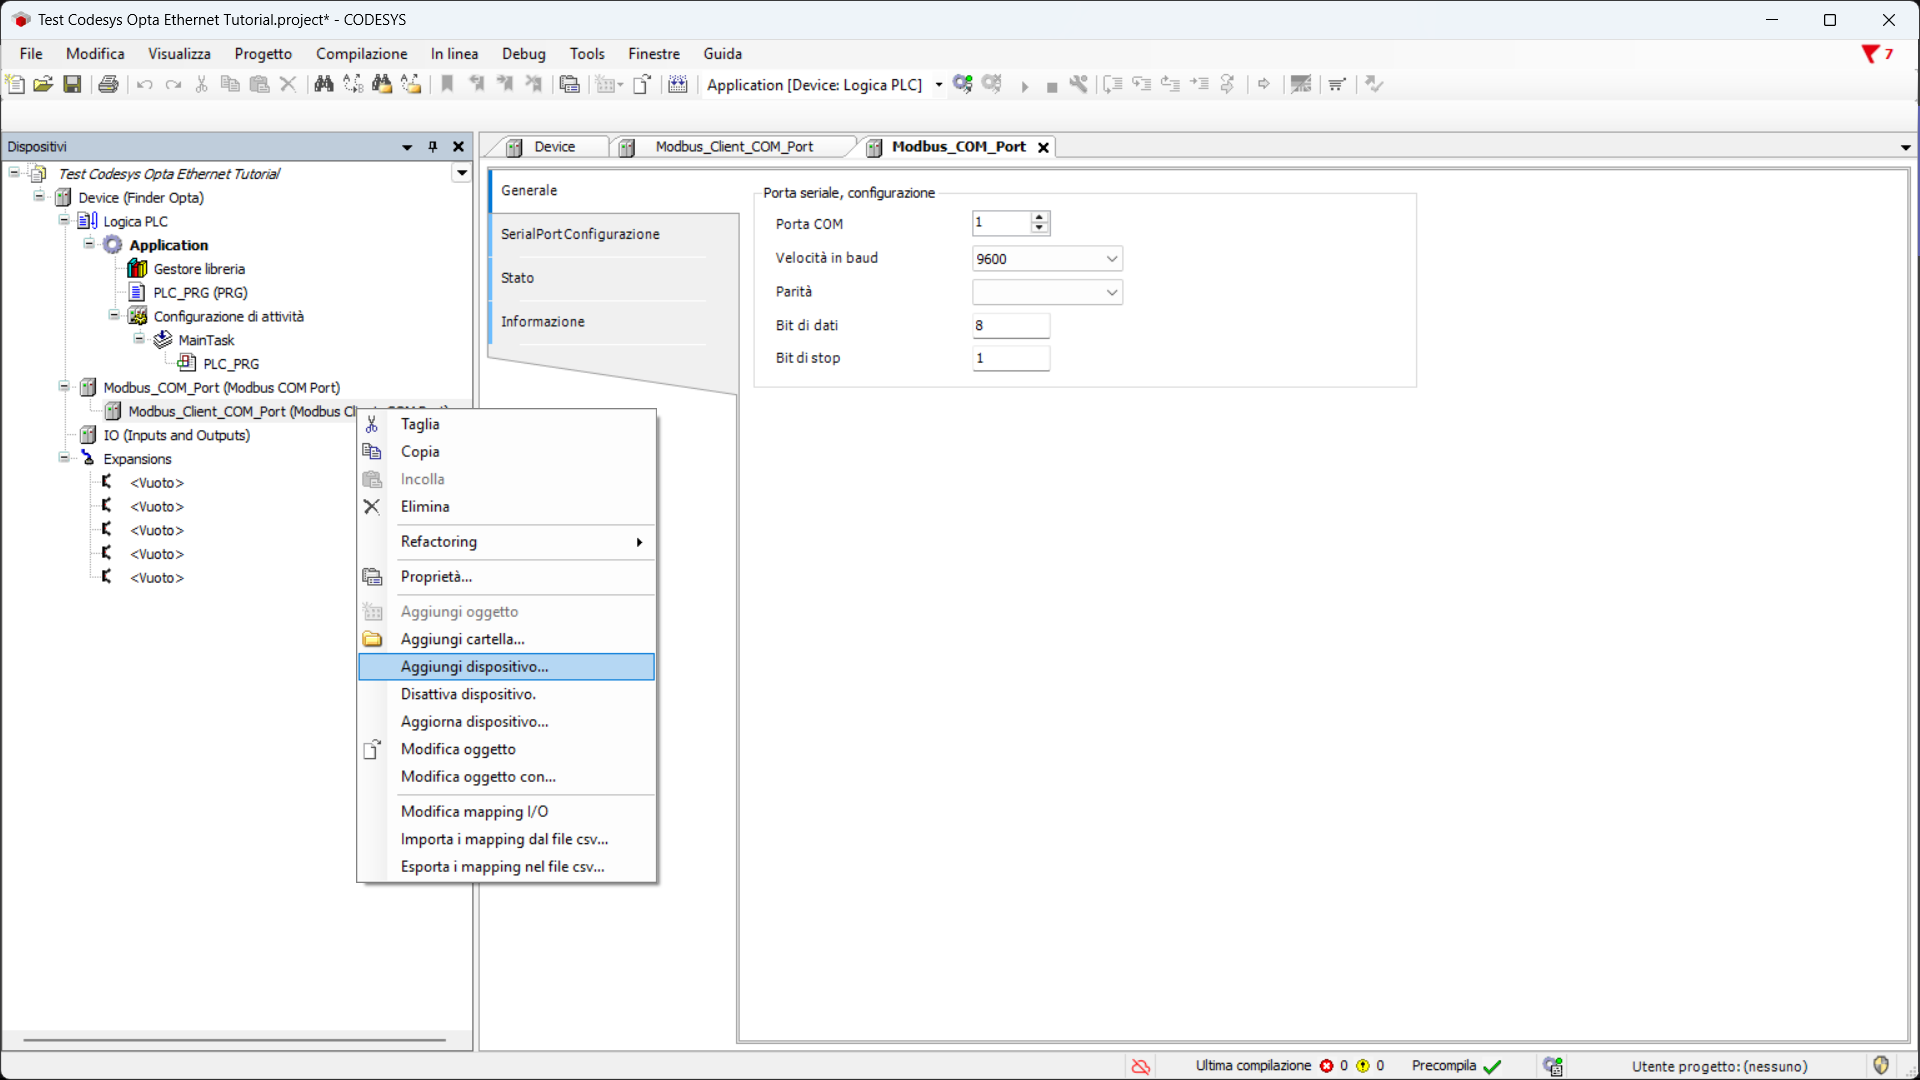 Test Codesys Opta Ethernet Tutorial.project* - CODESYS
File Modifica Visualizza Progetto Compilazione In linea Debug Tools Finestre Guida
7
Application [Device: Logica PLC]
Dispositivi
Test Codesys Opta Ethernet Tutorial
Device (Finder Opta)
Logica PLC
Application
Gestore libreria
PLC_PRG (PRG)
Configurazione di attività
MainTask
PLC_PRG
Modbus_COM_Port (Modbus COM Port)
Modbus_Client_COM_Port (Modbus
IO (Inputs and Outputs)
Expansions
<Vuoto>
<Vuoto>
<Vuoto>
<Vuoto>
<Vuoto>
Taglia
Copia
Incolla
Elimina
Refactoring
Proprietà...
Aggiungi oggetto
Aggiungi cartella...
Aggiungi dispositivo...
Disattiva dispositivo.
Aggiorna dispositivo...
Modifica oggetto
Modifica oggetto con...
Modifica mapping I/O
Importa i mapping dal file csv...
Esporta i mapping nel file csv...
Device
Modbus_Client_COM_Port
Modbus_COM_Port
Generale
SerialPortConfigurazione
Stato
Informazione
Porta seriale, configurazione
Porta COM 1
Velocità in baud 9600
Parità
Bit di dati 8
Bit di stop 1
Ultima compilazione 0 0 Precompila
Utente progetto: (nessuno)